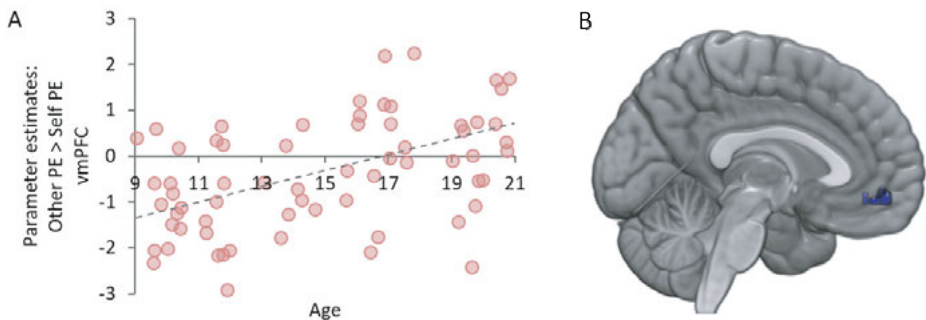 A
B
Parameter estimates:
Other PE > Self PE
vmPFC
3
2
1
0
-1
-2
-3
9 11 13 15 17 19 21
Age